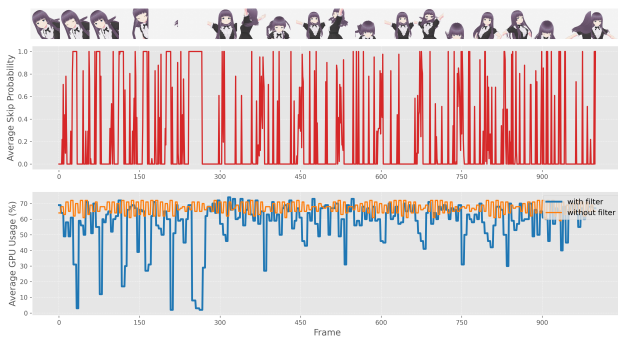 Average Skip Probability
1.0
0.8
0.6
0.4
0.2
0.0
0 150 300 450 600 750 900
Average GPU Usage (%)
70
60
50
40
30
20
10
0
with filter
without filter
0 150 300 450 600 750 900
Frame